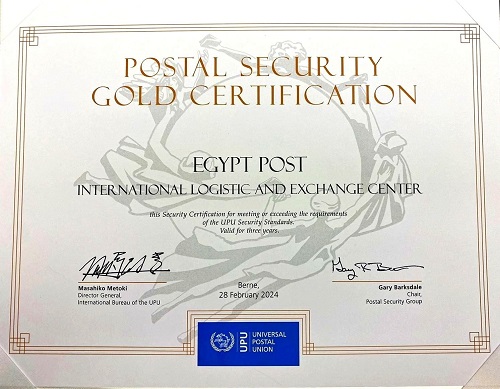 POSTAL SECURITY
GOLD CERTIFICATION
EGYPT POST
INTERNATIONAL LOGISTIC AND EXCHANGE CENTER
this Security Certification for meeting or exceeding the requirements
of the UPU Security Standards.
Valid for three years.
Masahiko Metoki
Director General,
International Bureau of the UPU
Berne,
28 February 2024
Gary Barksdale
Chair,
Postal Security Group
UPU
UNIVERSAL
POSTAL
UNION